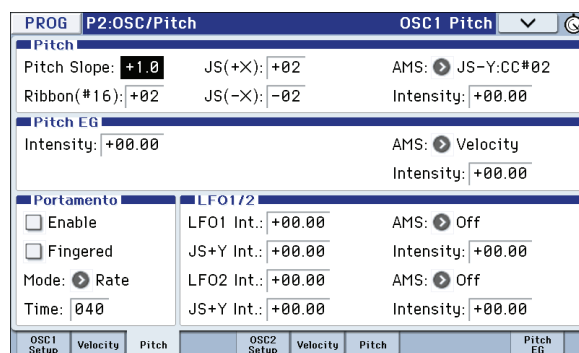 PROG P2:OSC/Pitch OSC1 Pitch
Pitch
Pitch Slope: +1.0 JS(+X): +02 AMS: JS-Y:CC#02
Ribbon(#16): +02 JS(-X): -02 Intensity: +00.00
Pitch EG
Intensity: +00.00 AMS: Velocity
Intensity: +00.00
Portamento LFO1/2
Enable LFO1 Int.: +00.00 AMS: Off
Fingered JS+Y Int.: +00.00 Intensity: +00.00
Mode: Rate LFO2 Int.: +00.00 AMS: Off
Time: 040 JS+Y Int.: +00.00 Intensity: +00.00
OSC1 Setup Velocity Pitch OSC2 Setup Velocity Pitch Pitch EG